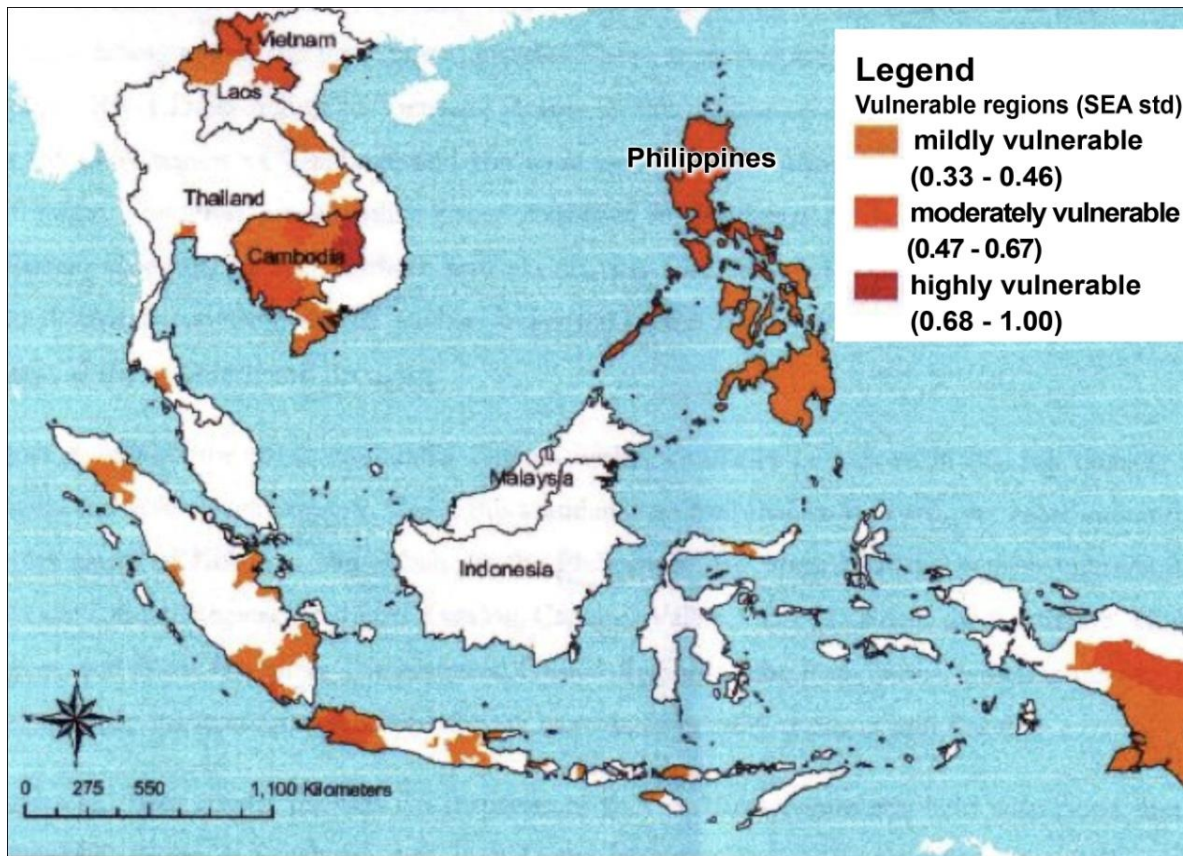 Vietnam
Laos
Thailand
Cambodia
Philippines
Malaysia
Indonesia
Legend
Vulnerable regions (SEA std)
mildly vulnerable
(0.33 - 0.46)
moderately vulnerable
(0.47 - 0.67)
highly vulnerable
(0.68 - 1.00)
0 275 550 1,100 Kilometers